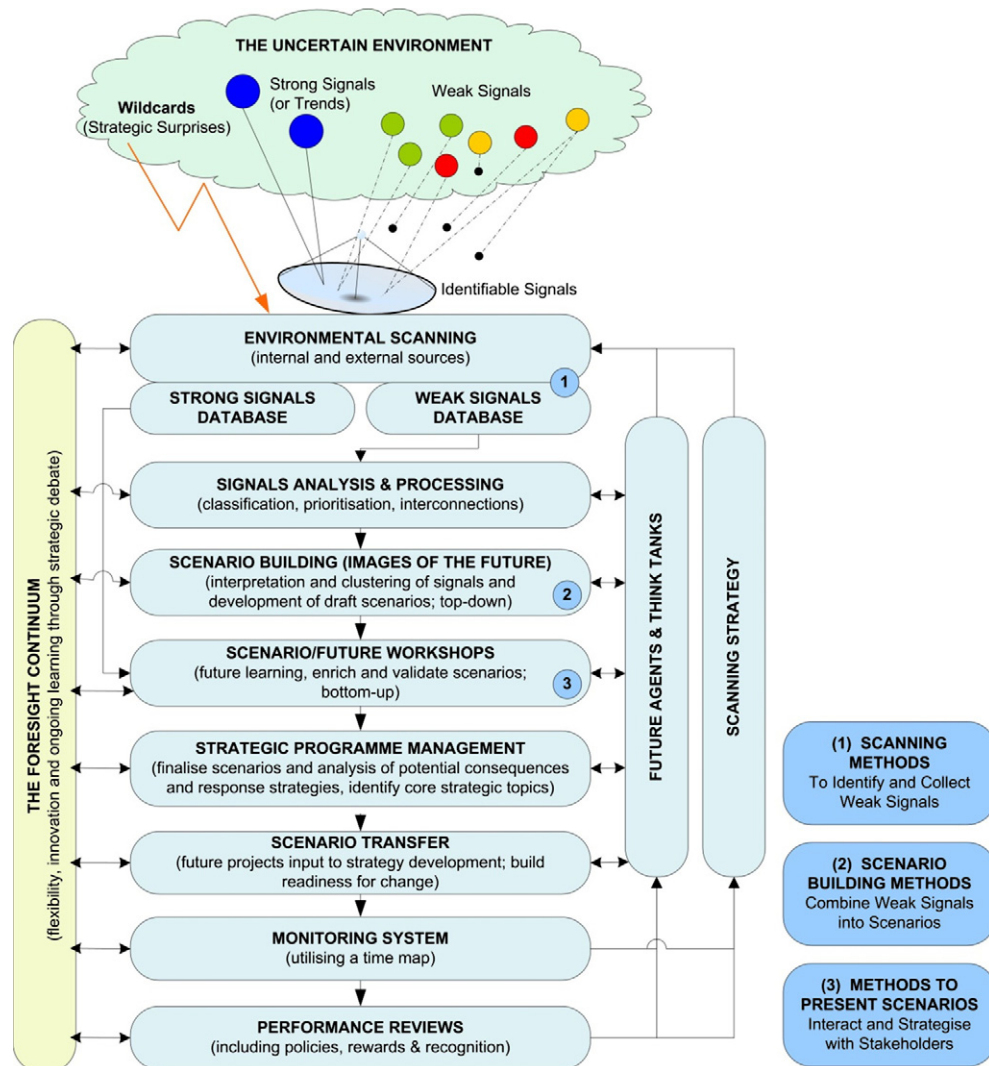 THE UNCERTAIN ENVIRONMENT
Strong Signals
(or Trends)
Weak Signals
Wildcards
(Strategic Surprises)
Identifiable Signals
ENVIRONMENTAL SCANNING
(internal and external sources)
1
STRONG SIGNALS
DATABASE
WEAK SIGNALS
DATABASE
SIGNALS ANALYSIS & PROCESSING
(classification, prioritisation, interconnections)
SCENARIO BUILDING (IMAGES OF THE FUTURE)
(interpretation and clustering of signals and
development of draft scenarios; top-down)
2
SCENARIO/FUTURE WORKSHOPS
(future learning, enrich and validate scenarios;
bottom-up)
3
STRATEGIC PROGRAMME MANAGEMENT
(finalise scenarios and analysis of potential consequences
and response strategies, identify core strategic topics)
SCENARIO TRANSFER
(future projects input to strategy development; build
readiness for change)
MONITORING SYSTEM
(utilising a time map)
PERFORMANCE REVIEWS
(including policies, rewards & recognition)
THE FORESIGHT CONTINUUM
(flexibility, innovation and ongoing learning through strategic debate)
FUTURE AGENTS & THINK TANKS
SCANNING STRATEGY
(1) SCANNING
METHODS
To Identify and Collect
Weak Signals
(2) SCENARIO
BUILDING METHODS
Combine Weak Signals
into Scenarios
(3) METHODS TO
PRESENT SCENARIOS
Interact and Strategise
with Stakeholders